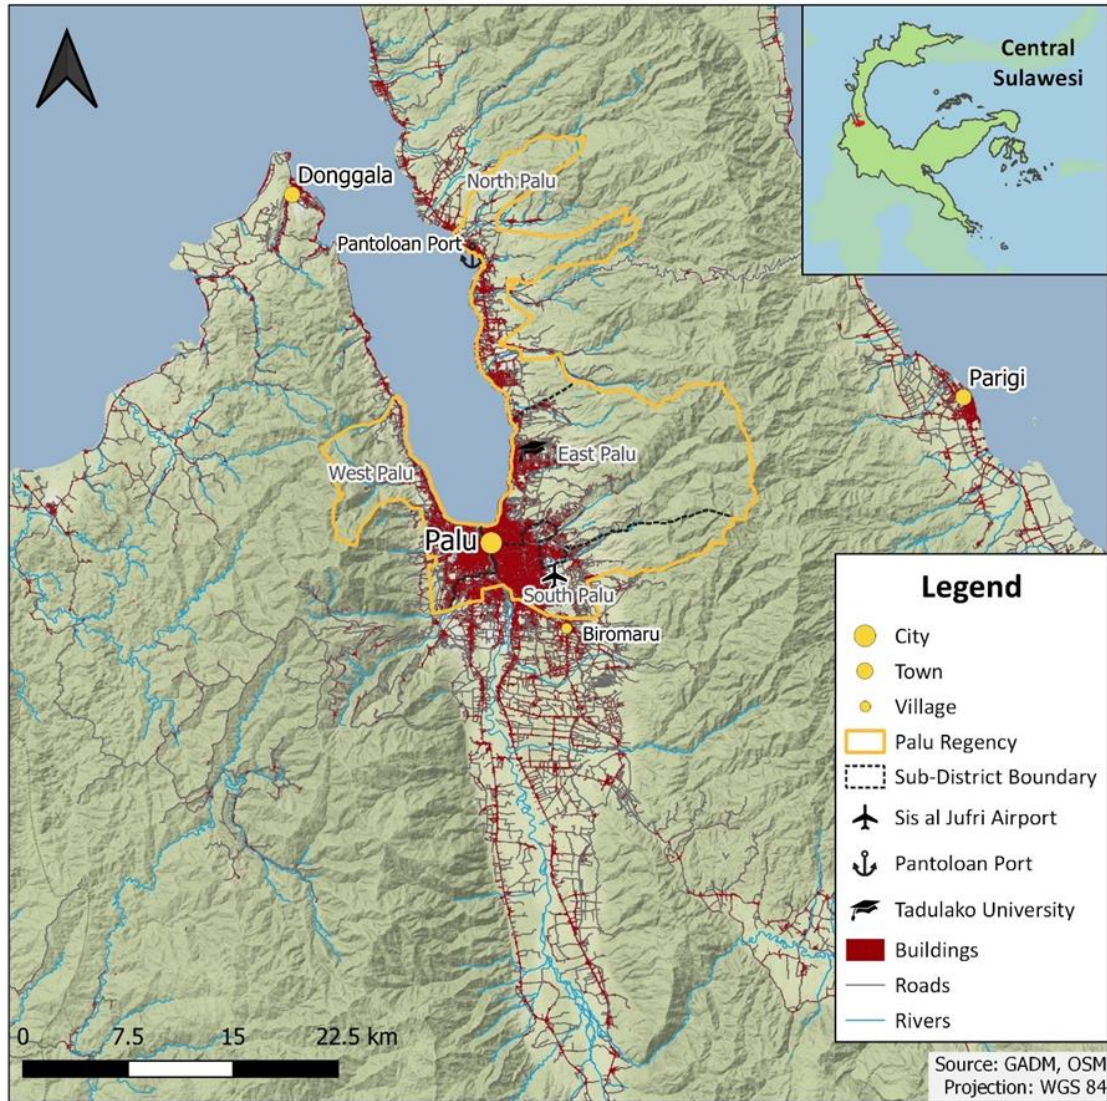 Central
Sulawesi
Donggala
North Palu
Pantoloan Port
Parigi
West Palu
East Palu
Palu
South Palu
Biromaru
Legend
City
Town
Village
Palu Regency
Sub-District Boundary
Sis al Jufri Airport
Pantoloan Port
Tadulako University
Buildings
Roads
Rivers
0 7.5 15 22.5 km
Source: GADM, OSM
Projection: WGS 84